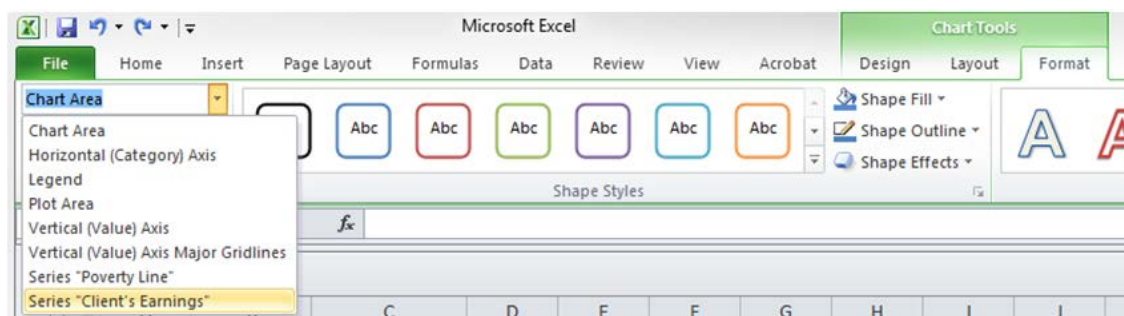 Microsoft Excel
Chart Tools
File Home Insert Page Layout Formulas Data Review View Acrobat Design Layout Format
Chart Area
Chart Area
Horizontal (Category) Axis
Legend
Plot Area
Vertical (Value) Axis
Vertical (Value) Axis Major Gridlines
Series "Poverty Line"
Series "Client's Earnings"
Abc Abc Abc Abc Abc Abc
Shape Styles
Shape Fill
Shape Outline
Shape Effects
A A
fx
C D E F G H I J